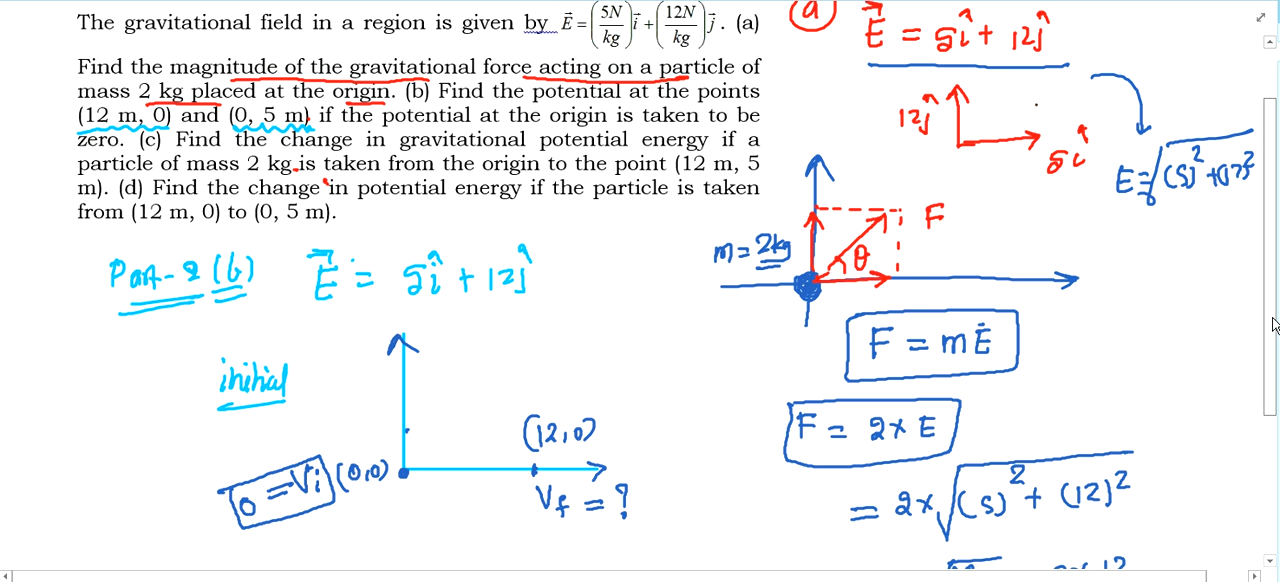 The gravitational field in a region is given by E⃗ = (5N/kg) i⃗ + (12N/kg) j⃗. (a)
Find the magnitude of the gravitational force acting on a particle of
mass 2 kg placed at the origin. (b) Find the potential at the points
(12 m, 0) and (0, 5 m) if the potential at the origin is taken to be
zero. (c) Find the change in gravitational potential energy if a
particle of mass 2 kg is taken from the origin to the point (12 m, 5
m). (d) Find the change in potential energy if the particle is taken
from (12 m, 0) to (0, 5 m).
Part-2 (b) E⃗ = 5î + 12ĵ
initial
(12,0)
0 = Vi (0,0)
Vf = ?
(a) E⃗ = 5î + 12ĵ
12ĵ
5î
E = √(5)² + (12)²
F
m = 2kg
θ
F = mE
F = 2 × E
= 2 × √(5)² + (12)²